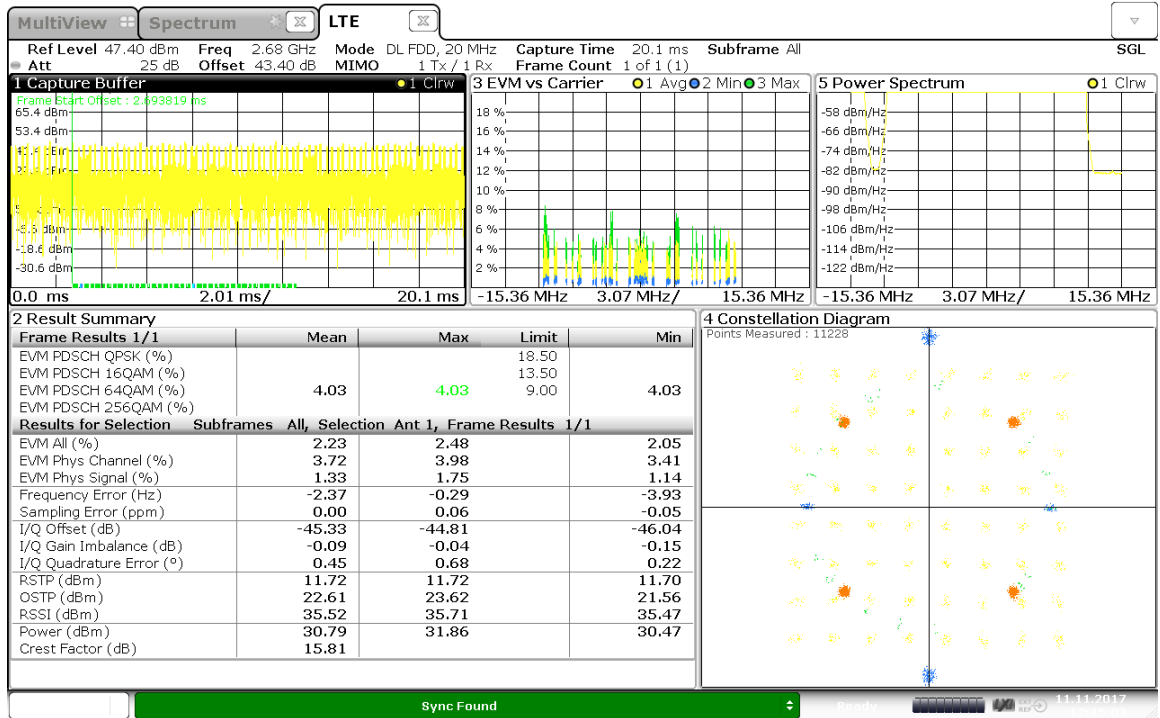 MultiView Spectrum LTE
Ref Level 47.40 dBm Freq 2.68 GHz Mode DL FDD, 20 MHz Capture Time 20.1 ms Subframe All SGL
Att 25 dB Offset 43.40 dB MIMO 1 Tx / 1 Rx Frame Count 1 of 1 (1)
1 Capture Buffer 1 Clrw
Frame Start Offset : 2.693819 ms
65.4 dBm
53.4 dBm
-18.6 dBm
-30.6 dBm
0.0 ms 2.01 ms/ 20.1 ms
3 EVM vs Carrier 1 Avg 2 Min 3 Max
18 %
16 %
14 %
12 %
10 %
8 %
6 %
4 %
2 %
-15.36 MHz 3.07 MHz/ 15.36 MHz
5 Power Spectrum 1 Clrw
-58 dBm/Hz
-66 dBm/Hz
-74 dBm/Hz
-82 dBm/Hz
-90 dBm/Hz
-98 dBm/Hz
-106 dBm/Hz
-114 dBm/Hz
-122 dBm/Hz
-15.36 MHz 3.07 MHz/ 15.36 MHz
2 Result Summary
Frame Results 1/1 Mean Max Limit Min
EVM PDSCH QPSK (%) 18.50
EVM PDSCH 16QAM (%) 13.50
EVM PDSCH 64QAM (%) 4.03 4.03 9.00 4.03
EVM PDSCH 256QAM (%)
Results for Selection Subframes All, Selection Ant 1, Frame Results 1/1
EVM All (%) 2.23 2.48 2.05
EVM Phys Channel (%) 3.72 3.98 3.41
EVM Phys Signal (%) 1.33 1.75 1.14
Frequency Error (Hz) -2.37 -0.29 -3.93
Sampling Error (ppm) 0.00 0.06 -0.05
I/Q Offset (dB) -45.33 -44.81 -46.04
I/Q Gain Imbalance (dB) -0.09 -0.04 -0.15
I/Q Quadrature Error (º) 0.45 0.68 0.22
RSTP (dBm) 11.72 11.72 11.70
OSTP (dBm) 22.61 23.62 21.56
RSSI (dBm) 35.52 35.71 35.47
Power (dBm) 30.79 31.86 30.47
Crest Factor (dB) 15.81
4 Constellation Diagram
Points Measured : 11228
Sync Found
Ready
11.11.2017